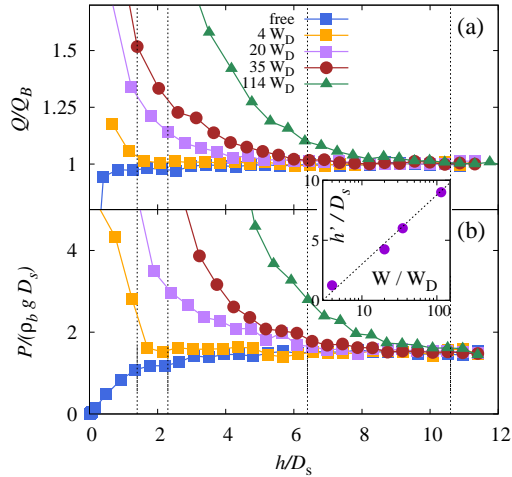 (a)
free
4 W_D
20 W_D
35 W_D
114 W_D
Q/Q_B
1.5
1.25
1
(b)
P/(ρ_b g D_s)
4
2
0
h'/D_s
10
5
0
W / W_D
10 100
0 2 4 6 8 10 12
h/D_s